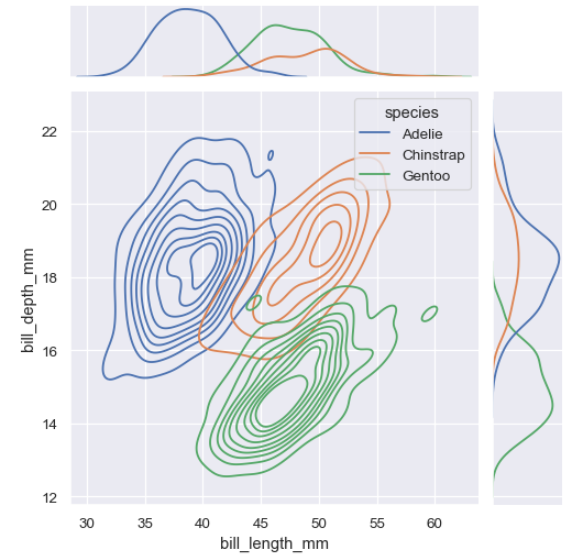 species
Adelie
Chinstrap
Gentoo
22
20
18
16
14
12
bill_depth_mm
30 35 40 45 50 55 60
bill_length_mm